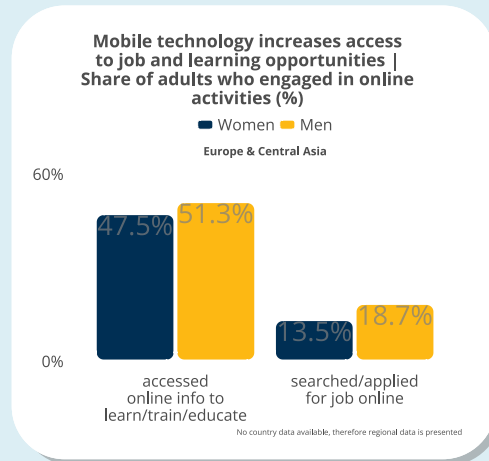 Mobile technology increases access
to job and learning opportunities |
Share of adults who engaged in online
activities (%)
Women Men
Europe & Central Asia
60%
47.5% 51.3%
13.5% 18.7%
0%
accessed
online info to
learn/train/educate
searched/applied
for job online
No country data available, therefore regional data is presented